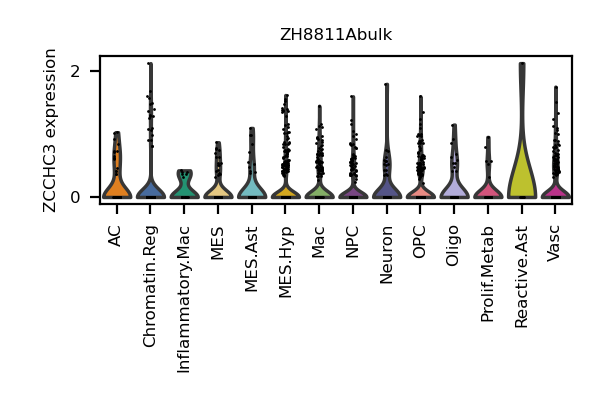 ZH8811Abulk
ZCCHC3 expression
2
0
AC
Chromatin.Reg
Inflammatory.Mac
MES
MES.Ast
MES.Hyp
Mac
NPC
Neuron
OPC
Oligo
Prolif.Metab
Reactive.Ast
Vasc